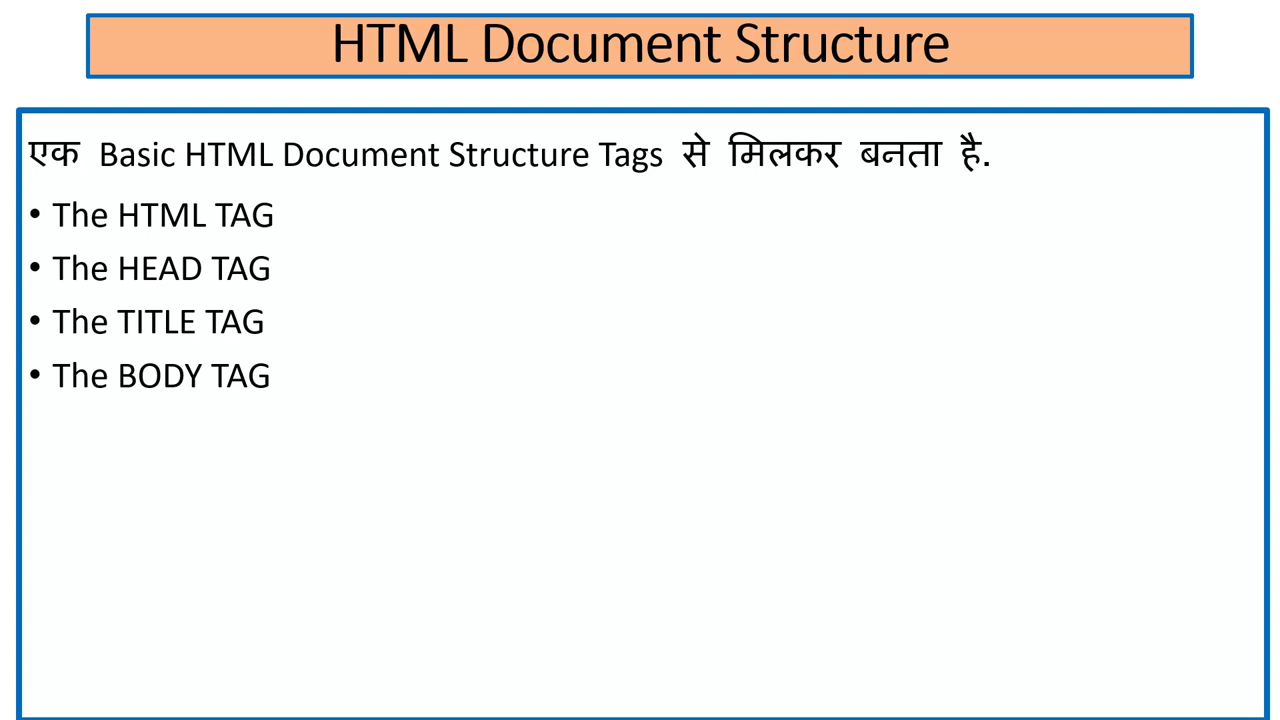 HTML Document Structure
एक Basic HTML Document Structure Tags से मिलकर बनता है.
• The HTML TAG
• The HEAD TAG
• The TITLE TAG
• The BODY TAG